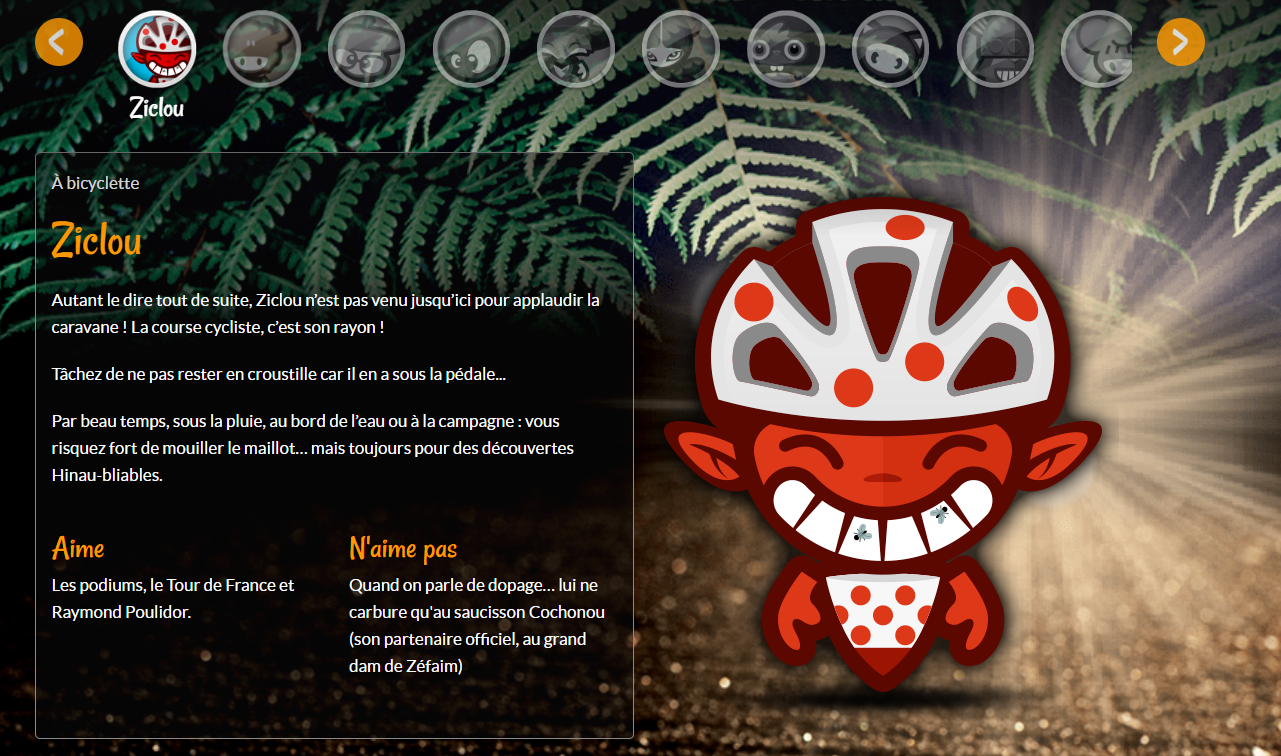 Ziclou
À bicyclette
Ziclou
Autant le dire tout de suite, Ziclou n’est pas venu jusqu’ici pour applaudir la
caravane ! La course cycliste, c’est son rayon !
Tâchez de ne pas rester en croustille car il en a sous la pédale...
Par beau temps, sous la pluie, au bord de l’eau ou à la campagne : vous
risquez fort de mouiller le maillot… mais toujours pour des découvertes
Hinau-bliables.
Aime
Les podiums, le Tour de France et
Raymond Poulidor.
N'aime pas
Quand on parle de dopage… lui ne
carbure qu'au saucisson Cochonou
(son partenaire officiel, au grand
dam de Zéfaim)